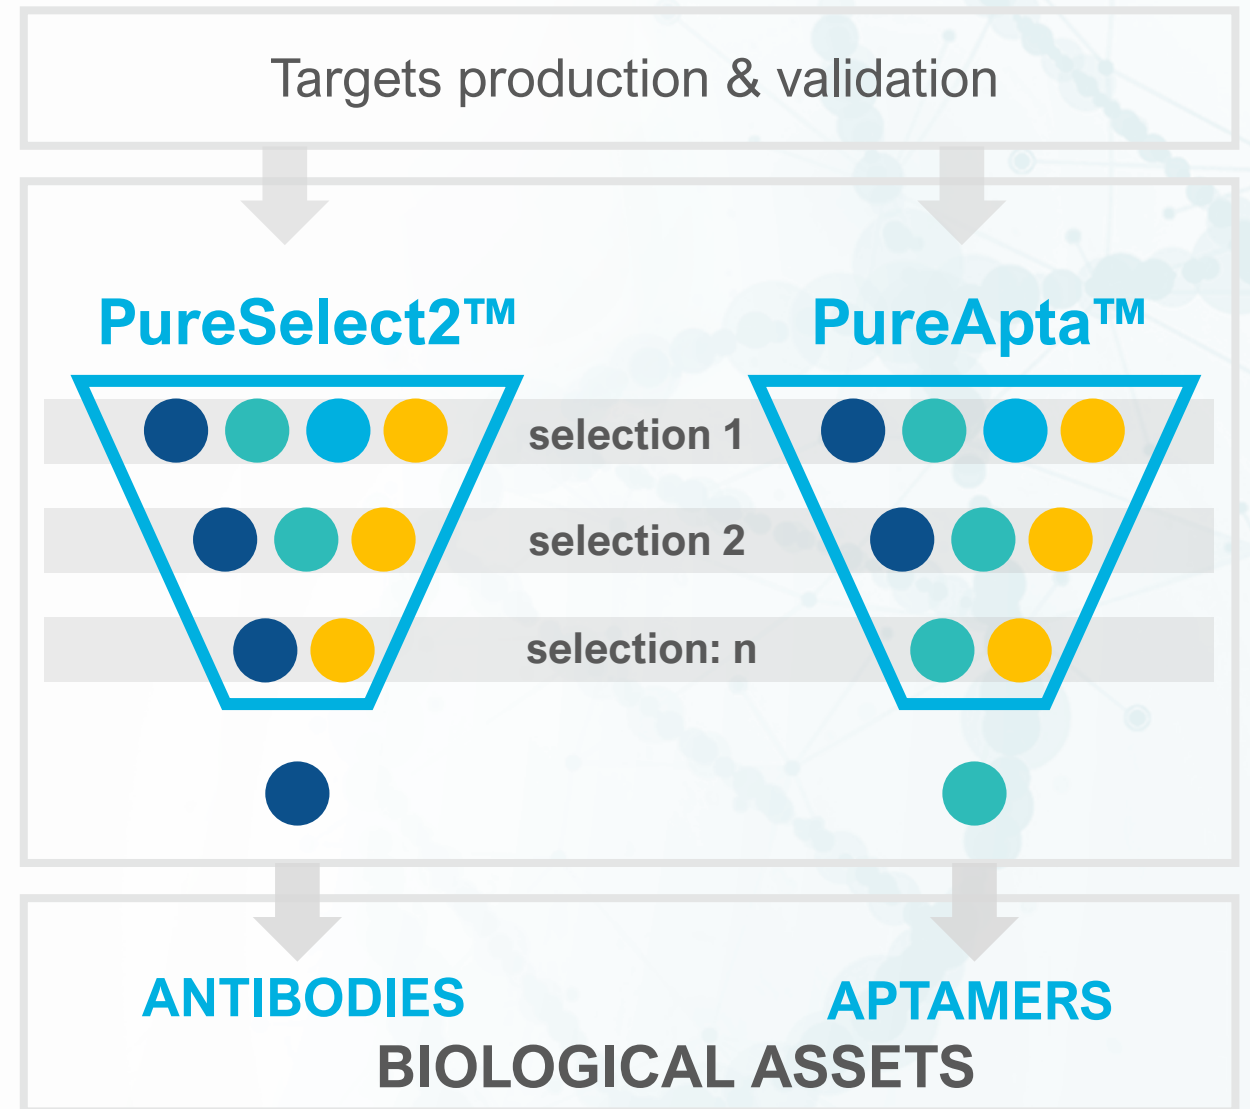 Targets production & validation
PureSelect2™
PureApta™
selection 1
selection 2
selection: n
ANTIBODIES
APTAMERS
BIOLOGICAL ASSETS